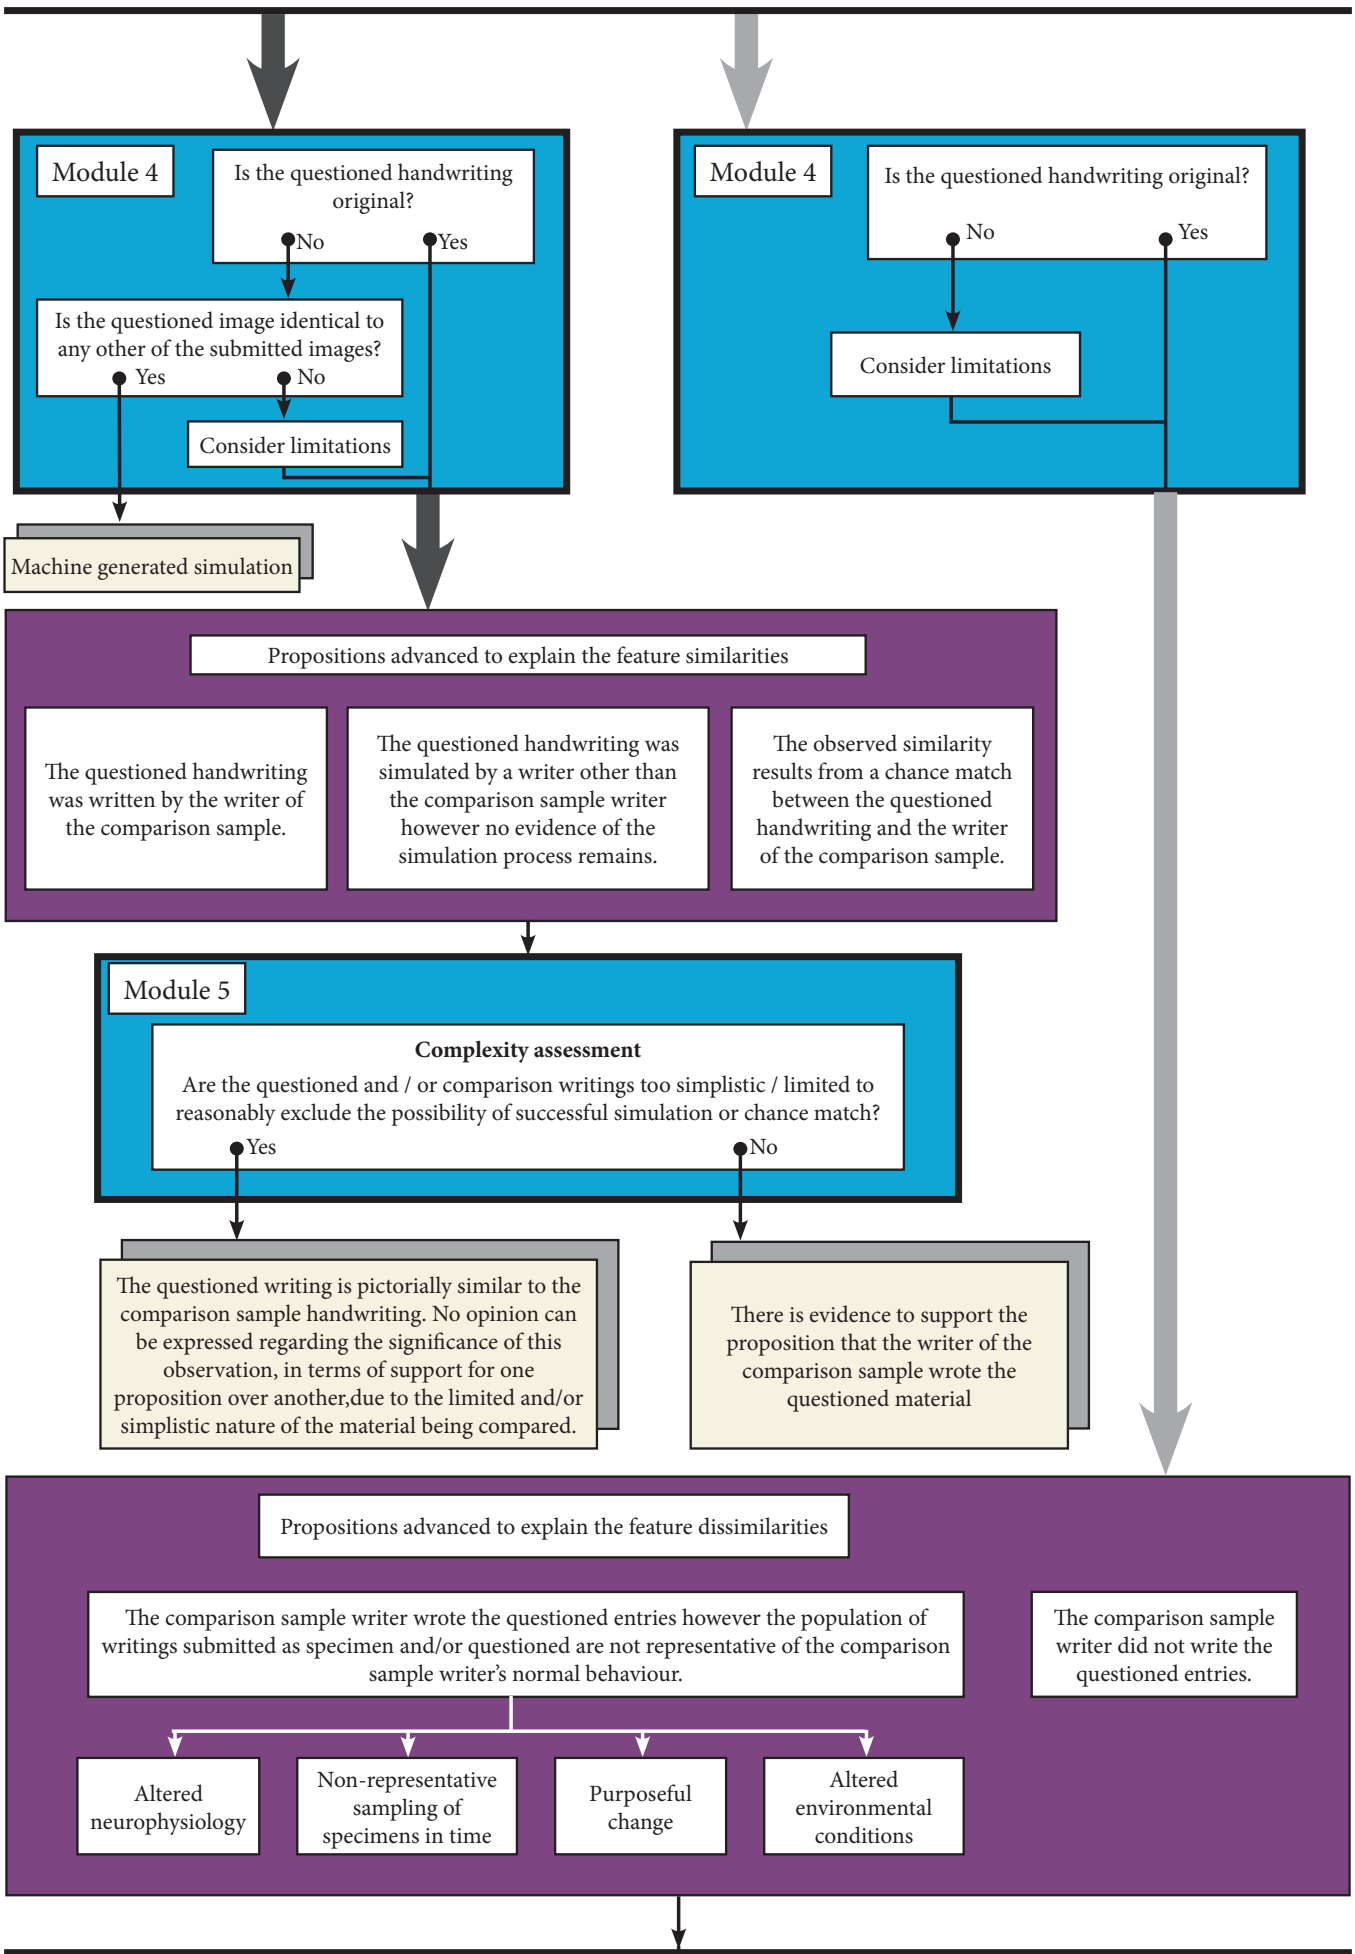 Module 4
Is the questioned handwriting
original?
No
Yes
Is the questioned image identical to
any other of the submitted images?
Yes
No
Consider limitations
Machine generated simulation
Module 4
Is the questioned handwriting original?
No
Yes
Consider limitations
Propositions advanced to explain the feature similarities
The questioned handwriting
was written by the writer of
the comparison sample.
The questioned handwriting was
simulated by a writer other than
the comparison sample writer
however no evidence of the
simulation process remains.
The observed similarity
results from a chance match
between the questioned
handwriting and the writer
of the comparison sample.
Module 5
Complexity assessment
Are the questioned and / or comparison writings too simplistic / limited to
reasonably exclude the possibility of successful simulation or chance match?
Yes
No
The questioned writing is pictorially similar to the
comparison sample handwriting. No opinion can
be expressed regarding the significance of this
observation, in terms of support for one
proposition over another,due to the limited and/or
simplistic nature of the material being compared.
There is evidence to support the
proposition that the writer of the
comparison sample wrote the
questioned material
Propositions advanced to explain the feature dissimilarities
The comparison sample writer wrote the questioned entries however the population of
writings submitted as specimen and/or questioned are not representative of the comparison
sample writer's normal behaviour.
The comparison sample
writer did not write the
questioned entries.
Altered
neurophysiology
Non-representative
sampling of
specimens in time
Purposeful
change
Altered
environmental
conditions